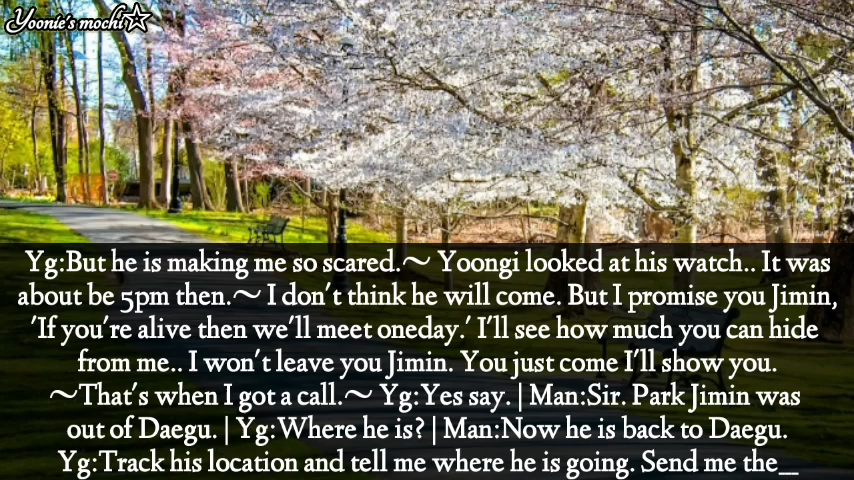 Yoonie's mochi☆
Yg:But he is making me so scared.~ Yoongi looked at his watch.. It was
about be 5pm then.~ I don't think he will come. But I promise you Jimin,
'If you're alive then we'll meet oneday.' I'll see how much you can hide
from me.. I won't leave you Jimin. You just come I'll show you.
~That's when I got a call.~ Yg:Yes say. | Man:Sir. Park Jimin was
out of Daegu. | Yg:Where he is? | Man:Now he is back to Daegu.
Yg:Track his location and tell me where he is going. Send me the__